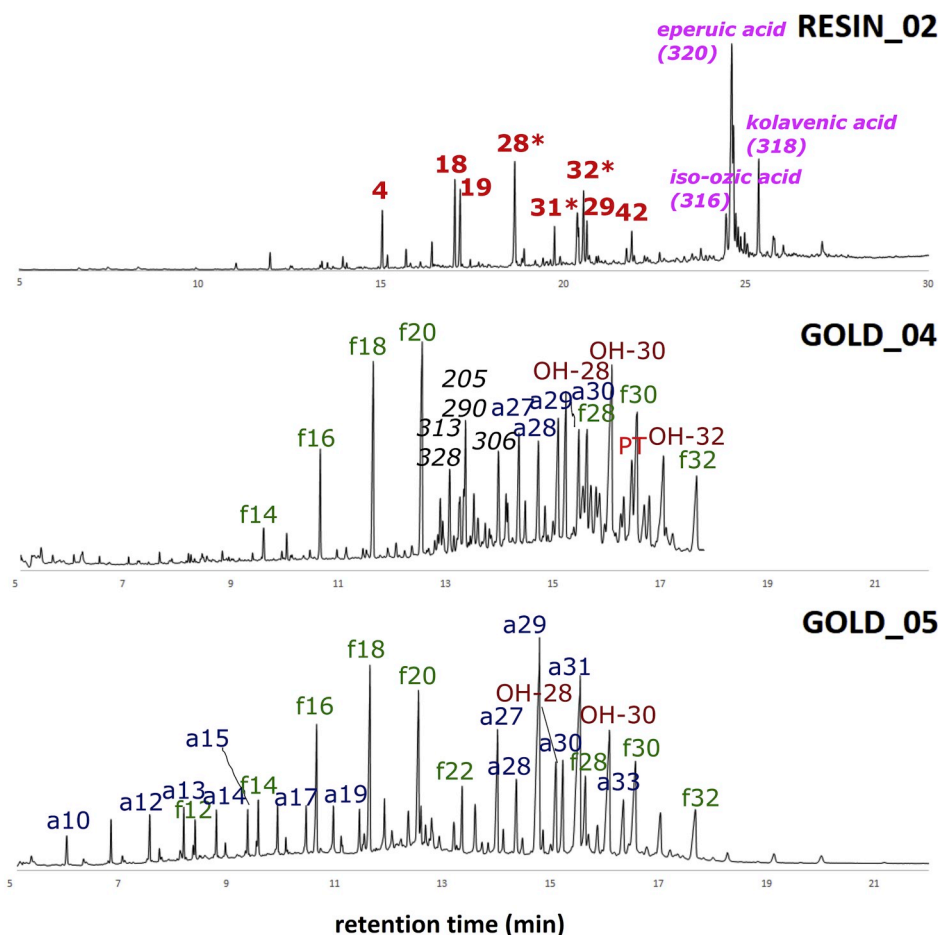 RESIN_02
eperuic acid
(320)
kolavenic acid
(318)
iso-ozic acid
(316)
4
18
19
28*
31*
32*
29
42
5 10 15 20 25 30
GOLD_04
f14
f16
f18
f20
205
290
313
328
306
a27
a28
a29
OH-28
a30
f28
OH-30
f30
PT
OH-32
f32
5 7 9 11 13 15 17 19 21
GOLD_05
a10
a12
a13
f12
a14
a15
f14
a17
f16
a19
f18
f20
f22
a27
a28
a29
OH-28
a30
a31
f28
OH-30
a33
f30
f32
5 7 9 11 13 15 17 19 21
retention time (min)